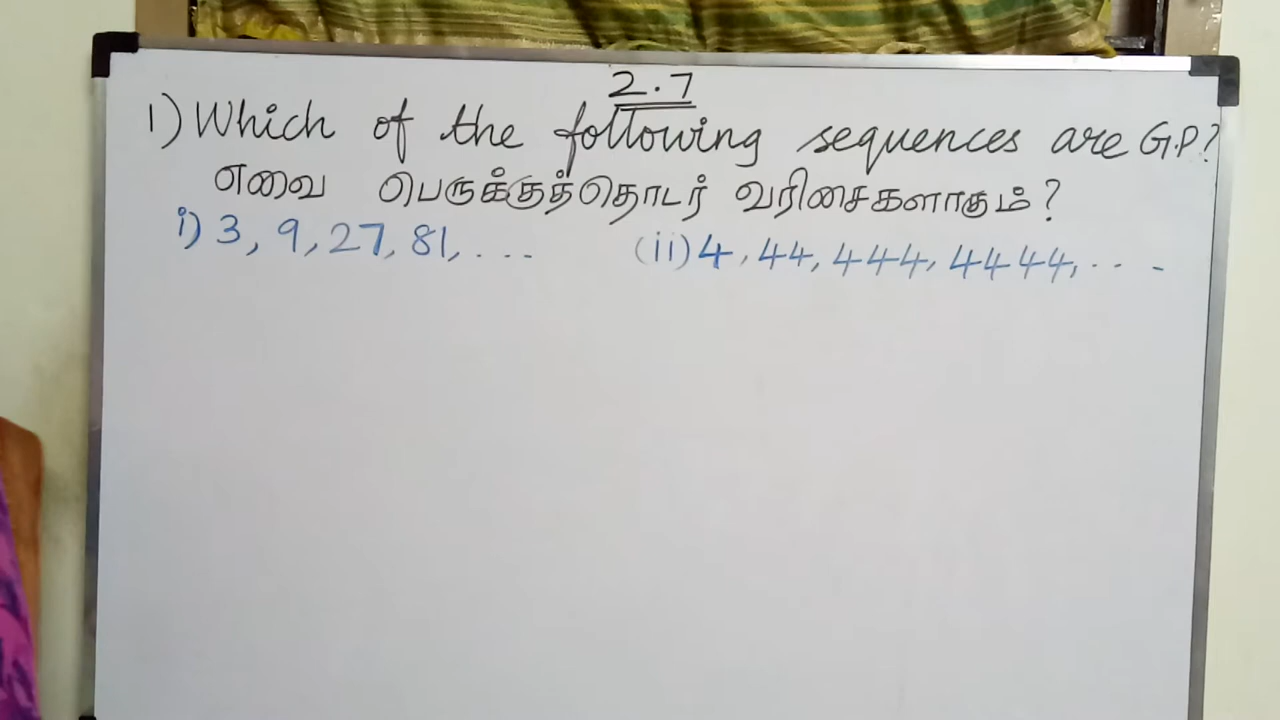 2.7
1) Which of the following sequences are G.P?
எவை பெருக்குத்தொடர் வரிசைகளாகும்?
i) 3, 9, 27, 81, . . .
(ii) 4, 44, 444, 4444, . . .